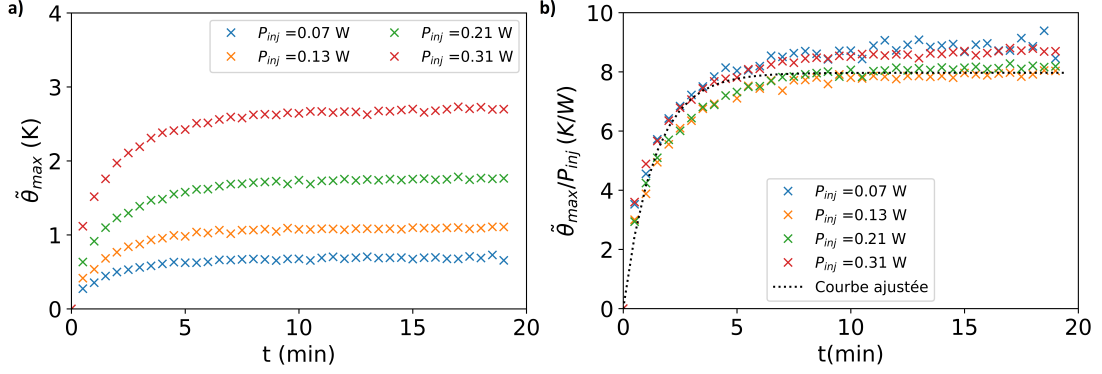 a)
4
3
2
1
0
θ̃max (K)
Pinj =0.07 W
Pinj =0.13 W
Pinj =0.21 W
Pinj =0.31 W
0 5 10 15 20
t (min)
b)
10
8
6
4
2
0
θ̃max/Pinj (K/W)
Pinj =0.07 W
Pinj =0.13 W
Pinj =0.21 W
Pinj =0.31 W
Courbe ajustée
0 5 10 15 20
t(min)